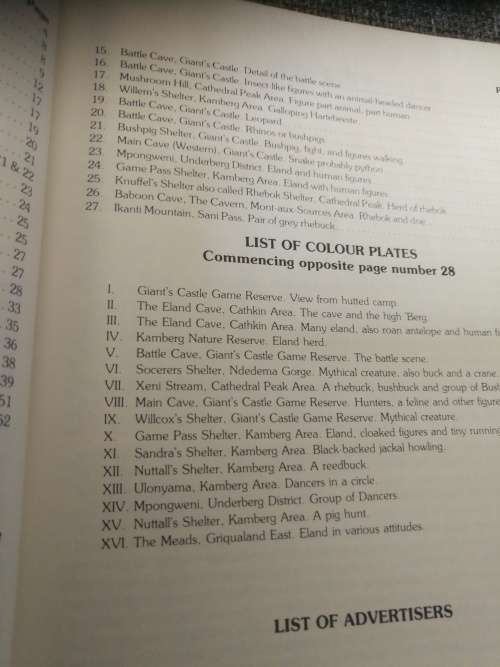 15. Battle Cave, Giant's Castle. Detail of the battle scene
16. Battle Cave, Giant's Castle. Insect like figures with an animal-headed dancer
17. Mushroom Hill, Cathedral Peak Area. Figure part animal, part human
18. Willem's Shelter, Kamberg Area. Galloping Hartebeeste
19. Battle Cave, Giant's Castle. Leopard
20. Battle Cave, Giant's Castle. Rhinos or bushpigs
21. Bushpig Shelter, Giant's Castle. Bushpig, fight, and figures walking
22. Main Cave (Western), Giant's Castle. Snake probably python
23. Mpongweni, Underberg District. Eland and human figures
24. Game Pass Shelter, Kamberg Area. Eland with human figures
25. Knuffel's Shelter also called Rhebok Shelter, Cathedral Peak. Herd of rhebok
26. Baboon Cave, The Cavern, Mont-aux-Sources Area. Rhebok and doe
27. Ikanti Mountain, Sani Pass. Pair of grey rhebuck
LIST OF COLOUR PLATES
Commencing opposite page number 28
I. Giant's Castle Game Reserve. View from hutted camp.
II. The Eland Cave, Cathkin Area. The cave and the high 'Berg.
III. The Eland Cave, Cathkin Area. Many eland, also roan antelope and human
IV. Kamberg Nature Reserve. Eland herd.
V. Battle Cave, Giant's Castle Game Reserve. The battle scene.
VI. Socerers Shelter, Ndedema Gorge. Mythical creature, also buck and a crane.
VII. Xeni Stream, Cathedral Peak Area. A rhebuck, bushbuck and group of Bush
VIII. Main Cave, Giant's Castle Game Reserve. Hunters, a feline and other figure
IX. Willcox's Shelter, Giant's Castle Game Reserve. Mythical creature.
X. Game Pass Shelter, Kamberg Area. Eland, cloaked figures and tiny running
XI. Sandra's Shelter, Kamberg Area. Black-backed jackal howling.
XII. Nuttall's Shelter, Kamberg Area. A reedbuck.
XIII. Ulonyama, Kamberg Area. Dancers in a circle.
XIV. Mpongweni, Underberg District. Group of Dancers.
XV. Nuttall's Shelter, Kamberg Area. A pig hunt.
XVI. The Meads, Griqualand East. Eland in various attitudes.
LIST OF ADVERTISERS